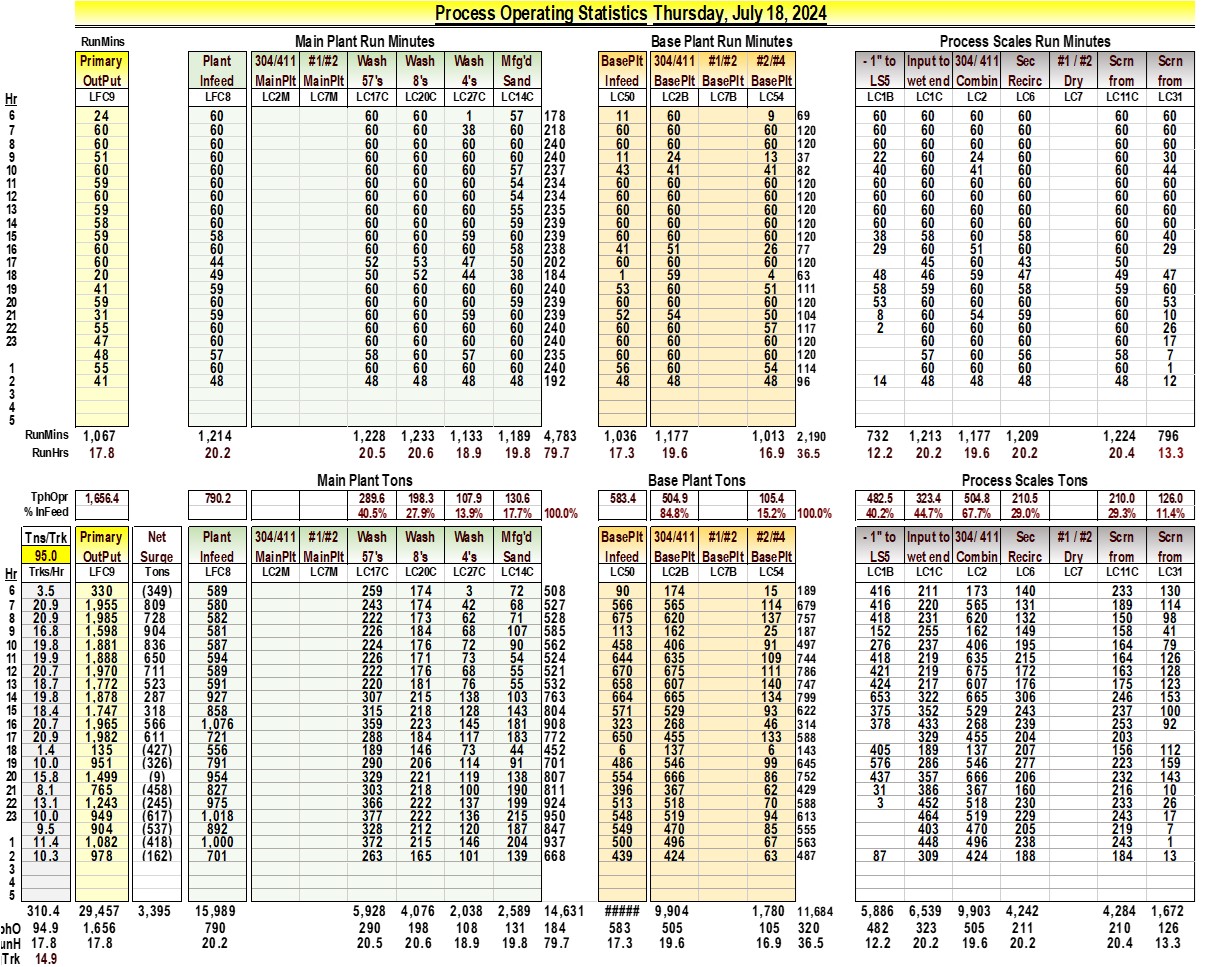 Process Operating Statistics Thursday, July 18, 2024
RunMins Main Plant Run Minutes Base Plant Run Minutes Process Scales Run Minutes
Primary Plant 304/411 #1/#2 Wash Wash Wash Mfg'd BasePlt 304/411 #1/#2 #2/#4 - 1" to Input to 304/ 411 Sec #1 / #2 Scrn Scrn
OutPut Infeed MainPlt MainPlt 57's 8's 4's Sand Infeed BasePlt BasePlt BasePlt LS5 wet end Combin Recirc Dry from from
Hr LFC9 LFC8 LC2M LC7M LC17C LC20C LC27C LC14C LC50 LC2B LC7B LC54 LC1B LC1C LC2 LC6 LC7 LC11C LC31
6 24 60 60 60 1 57 178 11 60 9 69 60 60 60 60 60 60
7 60 60 60 60 38 60 218 60 60 60 120 60 60 60 60 60 60
8 60 60 60 60 60 60 240 60 60 60 120 60 60 60 60 60 60
9 51 60 60 60 60 60 240 11 24 13 37 22 60 24 60 60 30
10 60 60 60 60 60 57 237 43 41 41 82 40 60 41 60 60 44
11 59 60 60 60 60 54 234 60 60 60 120 60 60 60 60 60 60
12 60 60 60 60 60 54 234 60 60 60 120 60 60 60 60 60 60
13 59 60 60 60 60 55 235 60 60 60 120 60 60 60 60 60 60
14 58 60 60 60 60 59 239 60 60 60 120 60 60 60 60 60 60
15 59 58 60 60 59 60 239 60 60 60 120 38 58 60 58 60 40
16 60 60 60 60 60 58 238 41 51 26 77 29 60 51 60 60 29
17 60 44 52 53 47 50 202 60 60 60 120 45 60 43 50
18 20 49 50 52 44 38 184 1 59 4 63 48 46 59 47 49 47
19 41 59 60 60 60 60 240 53 60 51 111 58 59 60 58 59 60
20 59 60 60 60 60 59 239 60 60 60 120 53 60 60 60 60 53
21 31 59 60 60 59 60 239 52 54 50 104 8 60 54 59 60 10
22 55 60 60 60 60 60 240 60 60 57 117 2 60 60 60 60 26
23 47 60 60 60 60 60 240 60 60 60 120 60 60 60 60 17
48 57 58 60 57 60 235 60 60 60 120 57 60 56 58 7
1 55 60 60 60 60 60 240 56 60 54 114 60 60 60 60 1
2 41 48 48 48 48 48 192 48 48 48 96 14 48 48 48 48 12
3
4
5
RunMins 1,067 1,214 1,228 1,233 1,133 1,189 4,783 1,036 1,177 1,013 2,190 732 1,213 1,177 1,209 1,224 796
RunHrs 17.8 20.2 20.5 20.6 18.9 19.8 79.7 17.3 19.6 16.9 36.5 12.2 20.2 19.6 20.2 20.4 13.3
Main Plant Tons Base Plant Tons Process Scales Tons
TphOpr 1,656.4 790.2 289.6 198.3 107.9 130.6 583.4 504.9 105.4 482.5 323.4 504.8 210.5 210.0 126.0
% InFeed 40.5% 27.9% 13.9% 17.7% 100.0% 84.8% 15.2% 100.0% 40.2% 44.7% 67.7% 29.0% 29.3% 11.4%
Tns/Trk Primary Net Plant 304/411 #1/#2 Wash Wash Wash Mfg'd BasePlt 304/411 #1/#2 #2/#4 - 1" to Input to 304/ 411 Sec #1 / #2 Scrn Scrn
95.0 OutPut Surge Infeed MainPlt MainPlt 57's 8's 4's Sand Infeed BasePlt BasePlt BasePlt LS5 wet end Combin Recirc Dry from from
Hr Trks/Hr LFC9 Tons LFC8 LC2M LC7M LC17C LC20C LC27C LC14C LC50 LC2B LC7B LC54 LC1B LC1C LC2 LC6 LC7 LC11C LC31
6 3.5 330 (349) 589 259 174 3 72 508 90 174 15 189 416 211 173 140 233 130
7 20.9 1,955 809 580 243 174 42 68 527 566 565 114 679 416 220 565 131 189 114
8 20.9 1,985 728 582 222 173 62 71 528 675 620 137 757 418 231 620 132 150 98
9 16.8 1,598 904 581 226 184 68 107 585 113 162 25 187 152 255 162 149 158 41
10 19.8 1,881 836 587 224 176 72 90 562 458 406 91 497 276 237 406 195 164 79
11 19.9 1,888 650 594 226 171 73 54 524 644 635 109 744 418 219 635 215 164 126
12 20.7 1,970 711 589 222 176 68 55 521 670 675 111 786 421 219 675 172 163 128
13 18.7 1,772 523 591 220 181 76 55 532 658 607 140 747 424 217 607 176 175 123
14 19.8 1,878 287 927 307 215 138 103 763 664 665 134 799 653 322 665 306 246 153
15 18.4 1,747 318 858 315 218 128 143 804 571 529 93 622 375 352 529 243 237 100
16 20.7 1,965 566 1,076 359 223 145 181 908 323 268 46 314 378 433 268 239 253 92
17 20.9 1,982 611 721 288 184 117 183 772 650 455 133 588 329 455 204 203
18 1.4 135 (427) 556 189 146 73 44 452 6 137 6 143 405 189 137 207 156 112
19 10.0 951 (326) 791 290 206 114 91 701 486 546 99 645 576 286 546 277 223 159
20 15.8 1,499 (9) 954 329 221 119 138 807 554 666 86 752 437 357 666 206 232 143
21 8.1 765 (458) 827 303 218 100 190 811 396 367 62 429 31 386 367 160 216 10
22 13.1 1,243 (245) 975 366 222 137 199 924 513 518 70 588 3 452 518 230 233 26
23 10.0 949 (617) 1,018 377 222 136 215 950 548 519 94 613 464 519 229 243 17
9.5 904 (537) 892 328 212 120 187 847 549 470 85 555 403 470 205 219 7
1 11.4 1,082 (418) 1,000 372 215 146 204 937 500 496 67 563 448 496 238 243 1
2 10.3 978 (162) 701 263 165 101 139 668 439 424 63 487 87 309 424 188 184 13
3
4
5
310.4 29,457 3,395 15,989 5,928 4,076 2,038 2,589 14,631 ##### 9,904 1,780 11,684 5,886 6,539 9,903 4,242 4,284 1,672
phO 94.9 1,656 790 290 198 108 131 184 583 505 105 320 482 323 505 211 210 126
unH 17.8 17.8 20.2 20.5 20.6 18.9 19.8 79.7 17.3 19.6 16.9 36.5 12.2 20.2 19.6 20.2 20.4 13.3
Trk 14.9